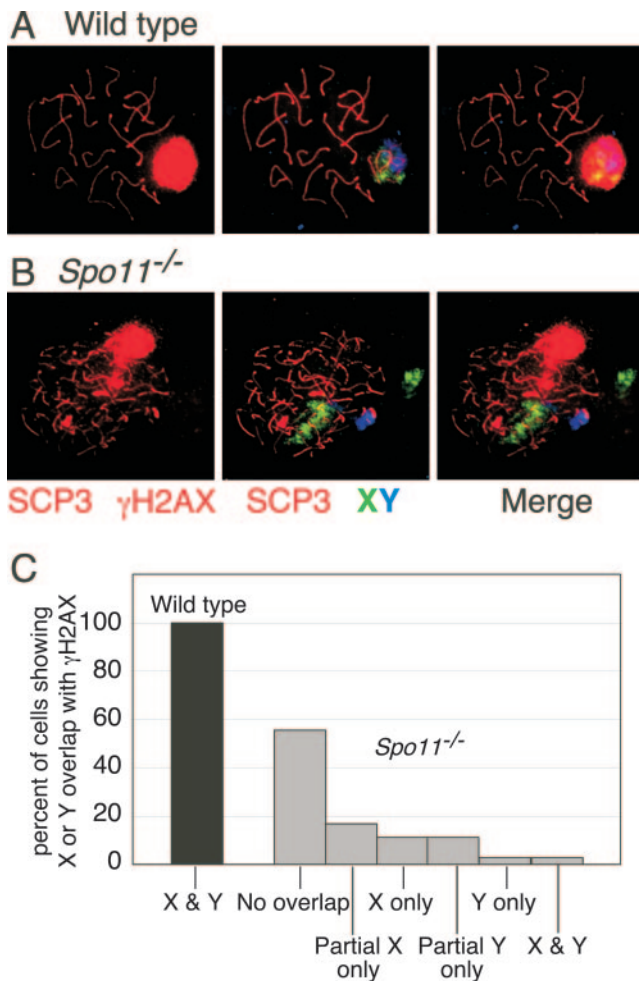 A Wild type
B Spo11-/-
SCP3 γH2AX SCP3 XY Merge
C
percent of cells showing
X or Y overlap with γH2AX
100
80
60
40
20
0
Wild type
Spo11-/-
X & Y No overlap X only Y only
Partial X only Partial Y only X & Y